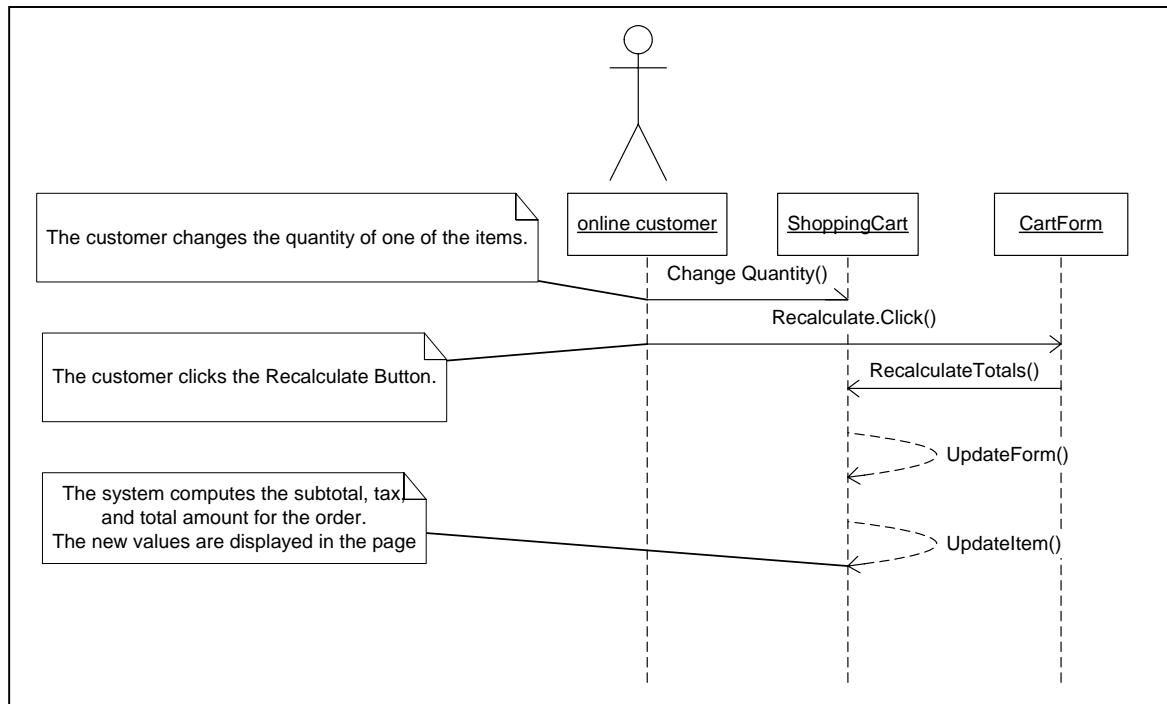 The customer changes the quantity of one of the items.
online customer
ShoppingCart
CartForm
Change Quantity()
Recalculate.Click()
The customer clicks the Recalculate Button.
RecalculateTotals()
UpdateForm()
The system computes the subtotal, tax,
and total amount for the order.
The new values are displayed in the page
UpdateItem()